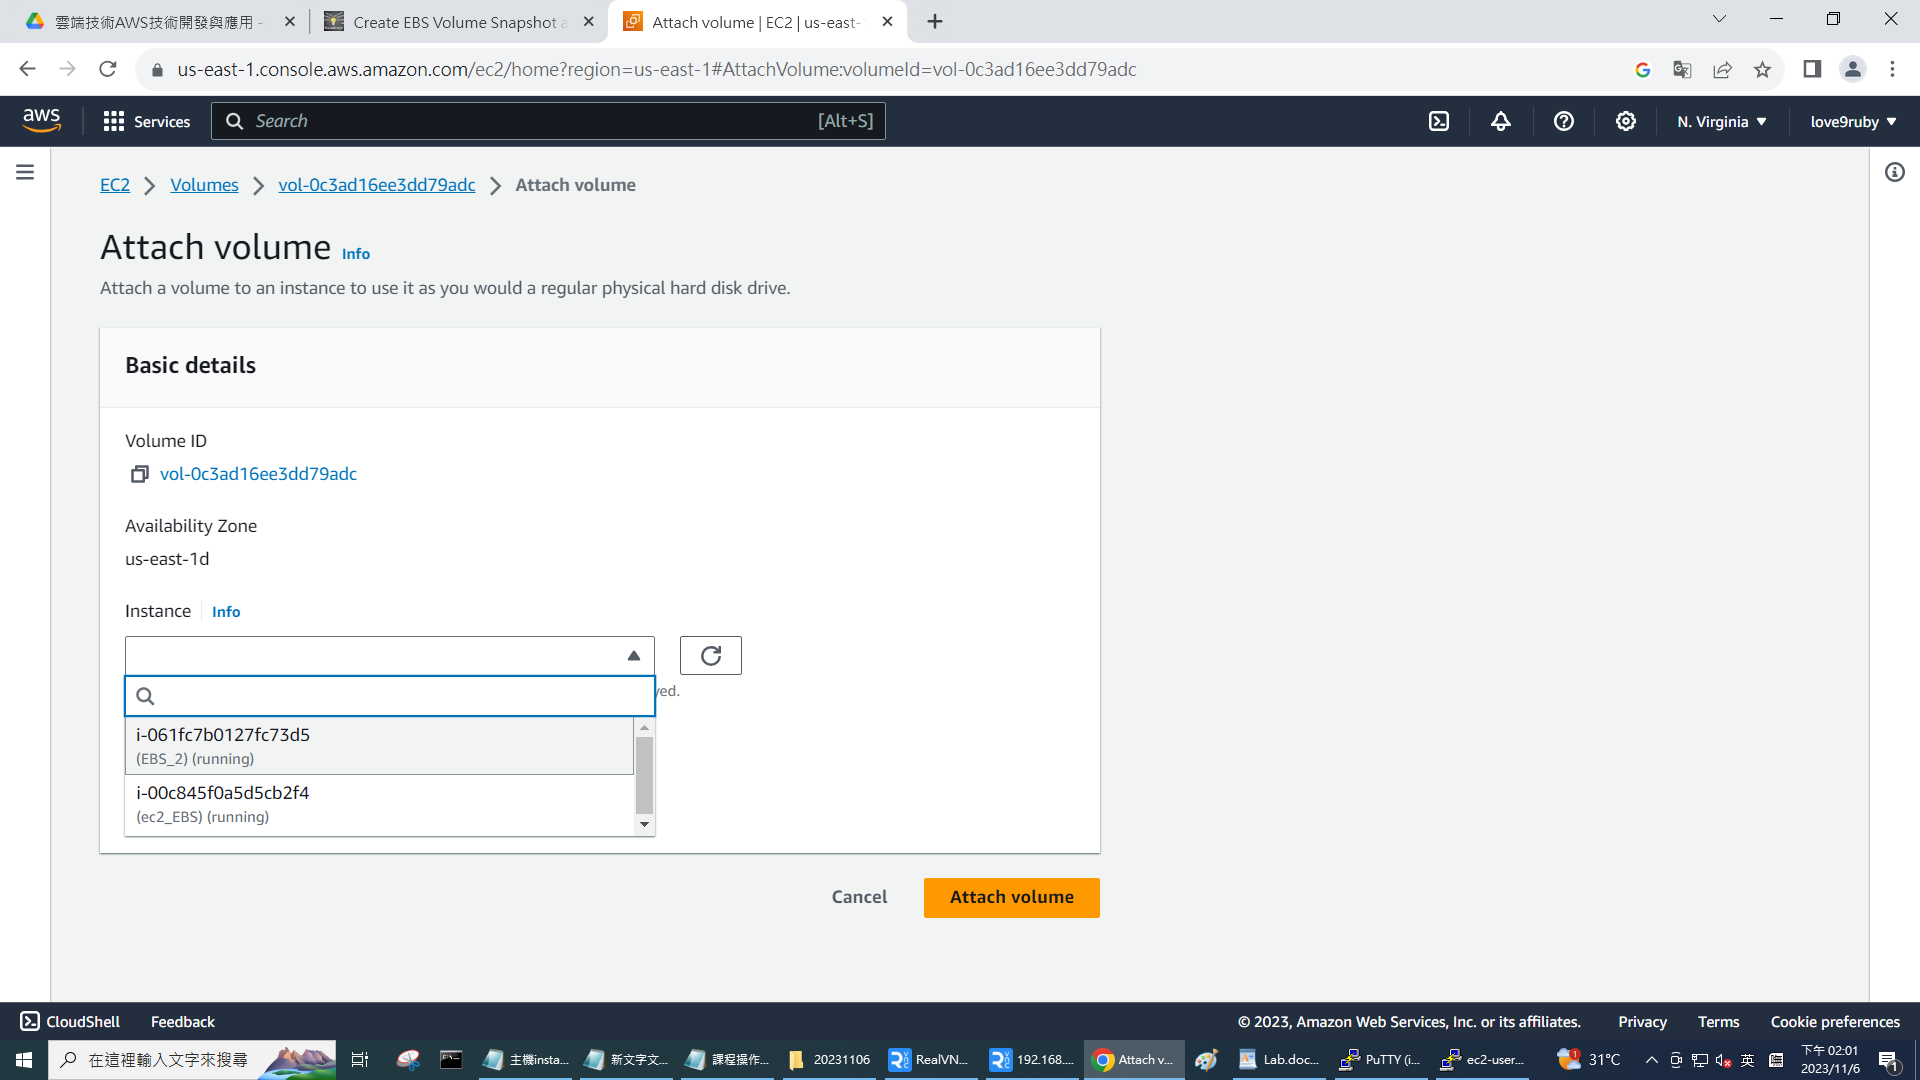 雲端技術AWS技術開發與應用 -
Create EBS Volume Snapshot a
Attach volume | EC2 | us-east-
us-east-1.console.aws.amazon.com/ec2/home?region=us-east-1#AttachVolume:volumeId=vol-0c3ad16ee3dd79adc
aws
Services
Search
[Alt+S]
N. Virginia
love9ruby
EC2
Volumes
vol-0c3ad16ee3dd79adc
Attach volume
Attach volume Info
Attach a volume to an instance to use it as you would a regular physical hard disk drive.
Basic details
Volume ID
vol-0c3ad16ee3dd79adc
Availability Zone
us-east-1d
Instance Info
ved.
i-061fc7b0127fc73d5
(EBS_2) (running)
i-00c845f0a5d5cb2f4
(ec2_EBS) (running)
Cancel
Attach volume
CloudShell
Feedback
© 2023, Amazon Web Services, Inc. or its affiliates.
Privacy
Terms
Cookie preferences
在這裡輸入文字來搜尋
主機insta...
新文字文...
課程操作...
20231106
RealVN...
192.168....
Attach v...
Lab.doc...
PuTTY (i...
ec2-user...
1
31°C
英
下午 02:01
2023/11/6
1